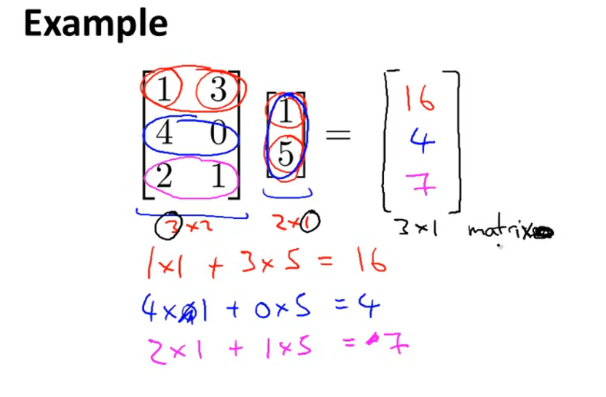 Example
1 3 1 16
4 0 = 4
2 1 5 7
3×2 2×1 3×1 matrix
1×1 + 3×5 = 16
4×1 + 0×5 = 4
2×1 + 1×5 = 7